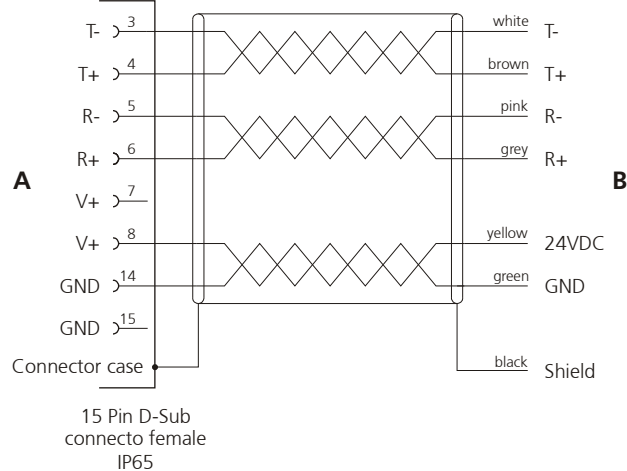 T- 3 white T-
T+ 4 brown T+
R- 5 pink R-
R+ 6 grey R+
A B
V+ 7
V+ 8 yellow 24VDC
GND 14 green GND
GND 15
Connector case black Shield
15 Pin D-Sub
connecto female
IP65